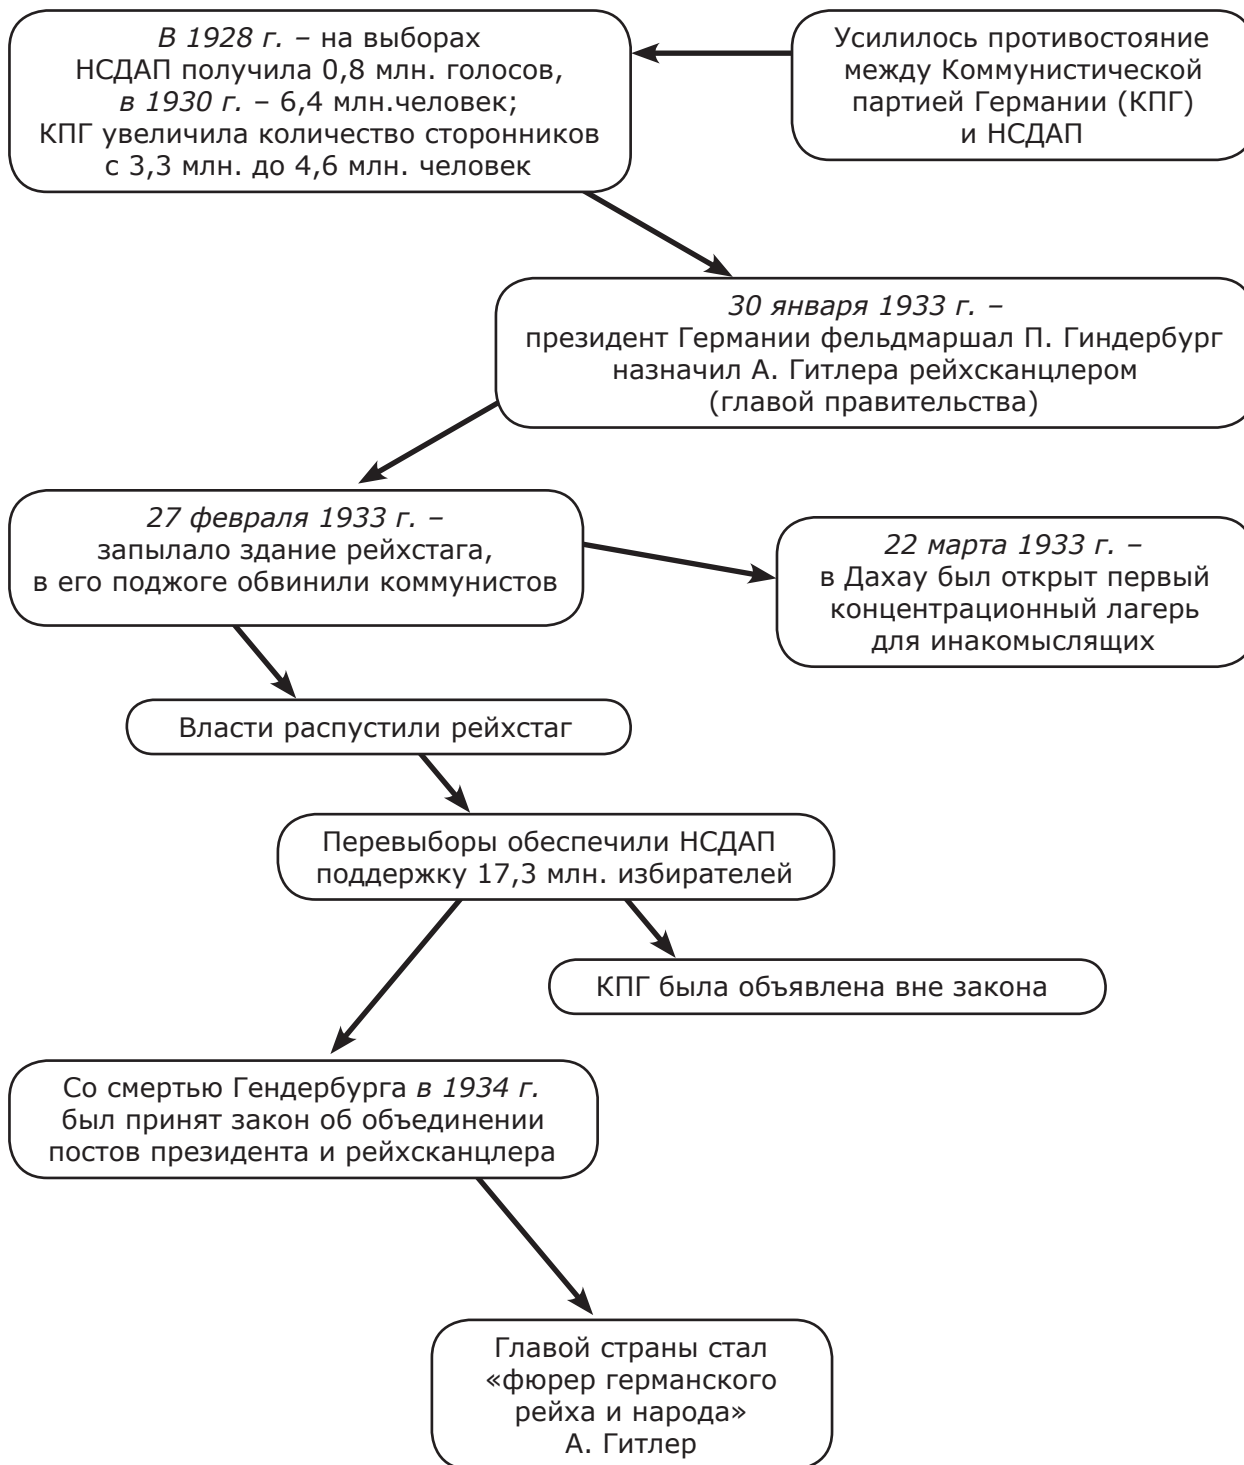 В 1928 г. – на выборах
НСДАП получила 0,8 млн. голосов,
в 1930 г. – 6,4 млн.человек;
КПГ увеличила количество сторонников
с 3,3 млн. до 4,6 млн. человек
Усилилось противостояние
между Коммунистической
партией Германии (КПГ)
и НСДАП
30 января 1933 г. –
президент Германии фельдмаршал П. Гиндербург
назначил А. Гитлера рейхсканцлером
(главой правительства)
27 февраля 1933 г. –
запылало здание рейхстага,
в его поджоге обвинили коммунистов
22 марта 1933 г. –
в Дахау был открыт первый
концентрационный лагерь
для инакомыслящих
Власти распустили рейхстаг
Перевыборы обеспечили НСДАП
поддержку 17,3 млн. избирателей
КПГ была объявлена вне закона
Со смертью Гендербурга в 1934 г.
был принят закон об объединении
постов президента и рейхсканцлера
Главой страны стал
«фюрер германского
рейха и народа»
А. Гитлер